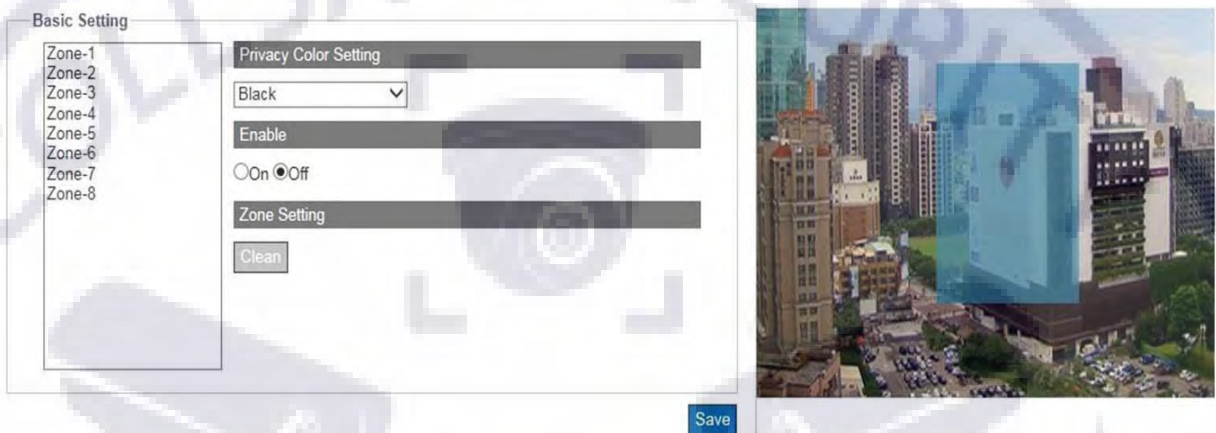 Basic Setting
Zone-1
Zone-2
Zone-3
Zone-4
Zone-5
Zone-6
Zone-7
Zone-8
Privacy Color Setting
Black
Enable
On Off
Zone Setting
Clean
Save